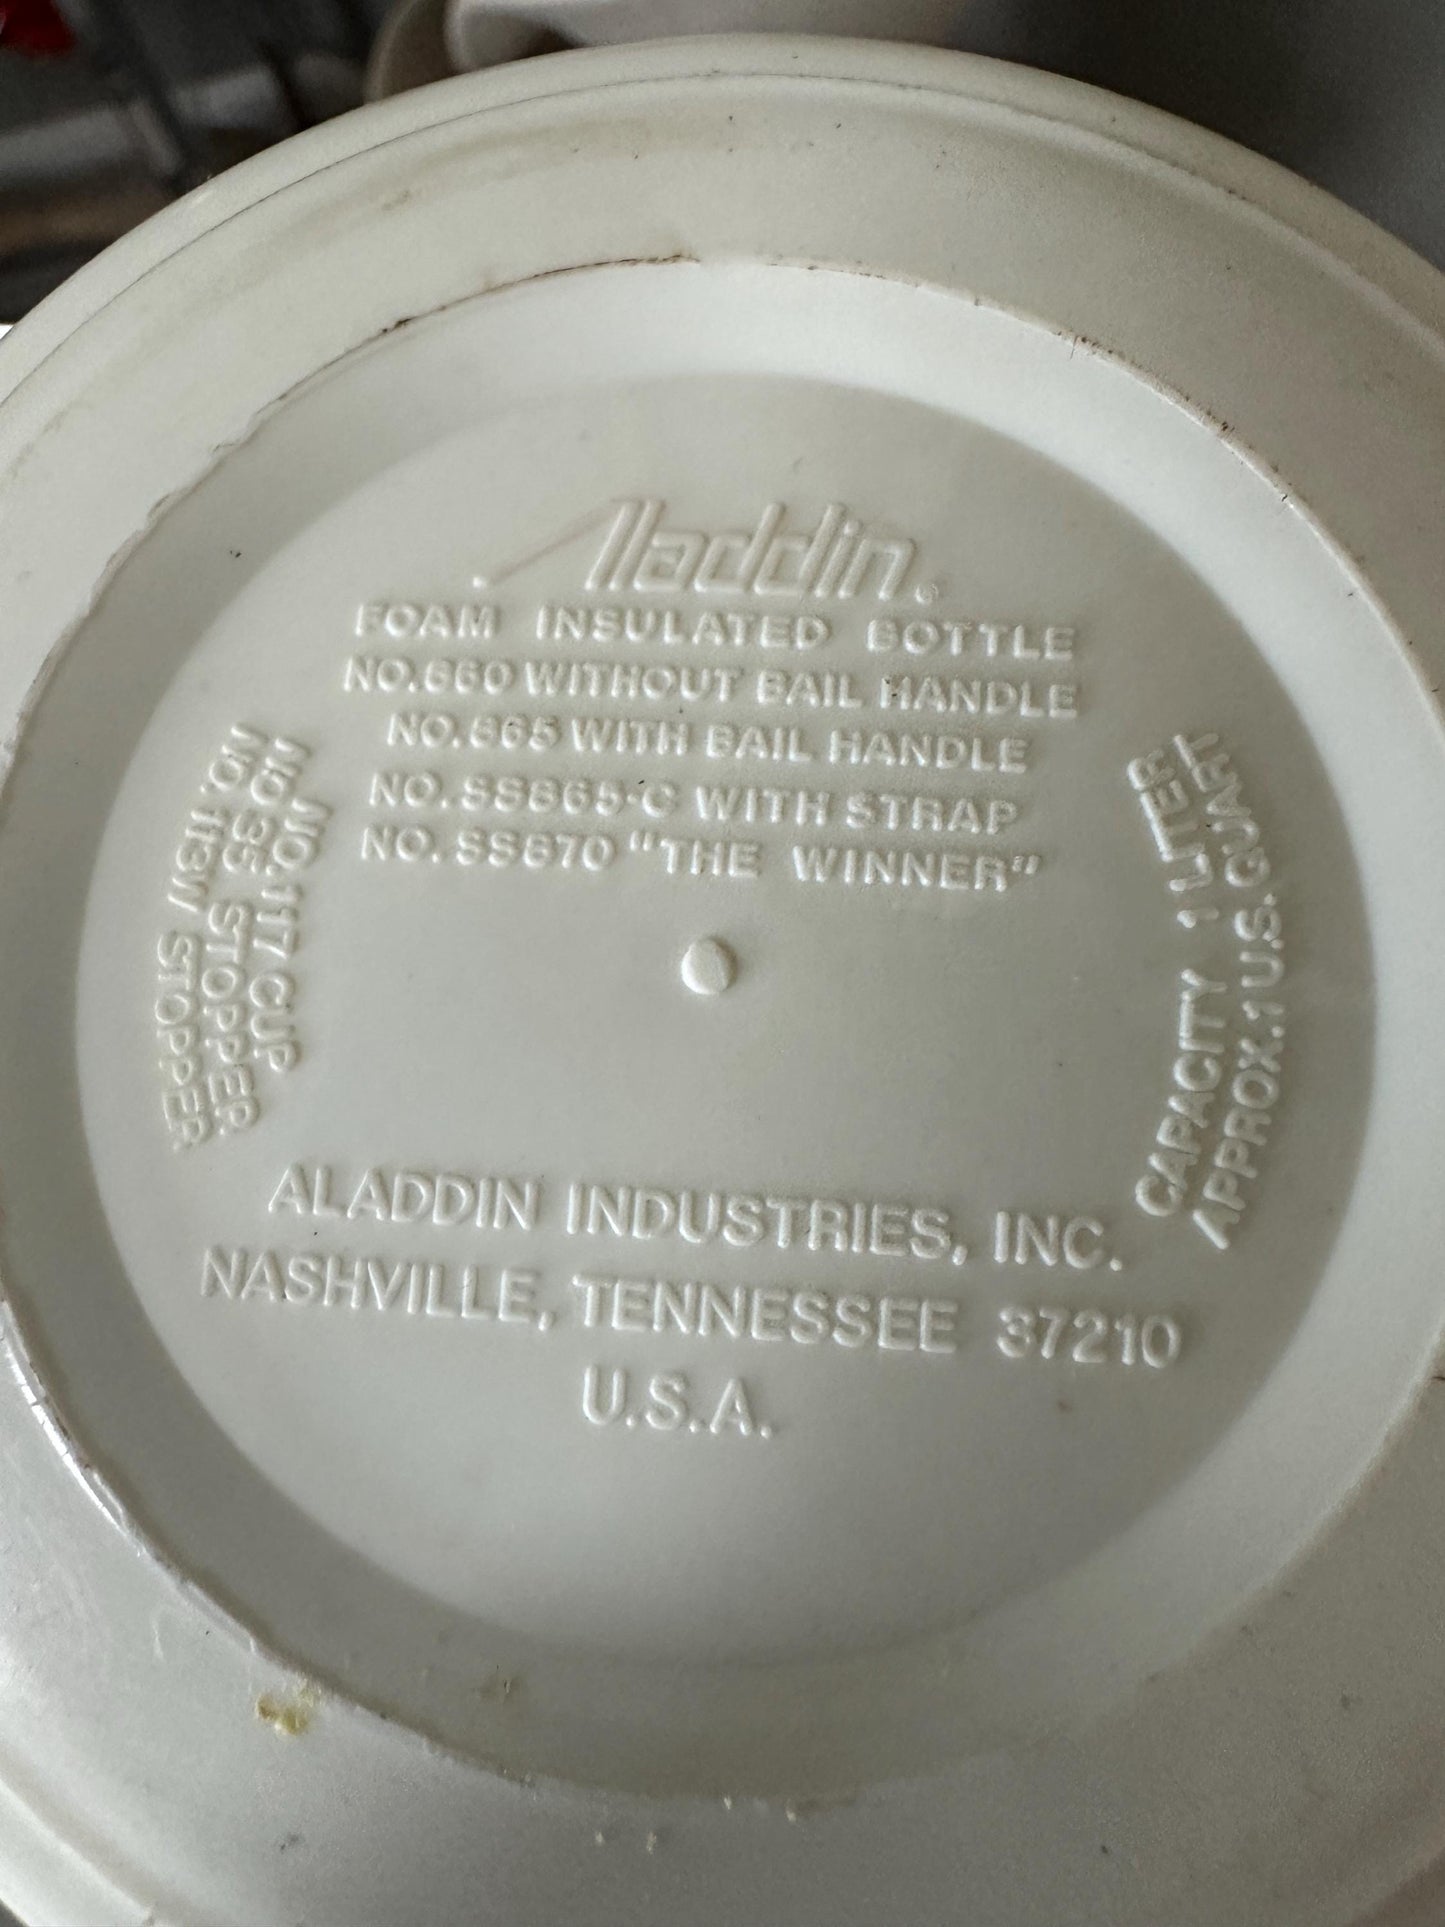 Aladdin®
FOAM INSULATED BOTTLE
NO.660 WITHOUT BAIL HANDLE
NO.665 WITH BAIL HANDLE
NO.SS665-C WITH STRAP
NO.SS670 "THE WINNER"
NO.117 CUP
NO.35 STOPPER
NO.113W STOPPER
CAPACITY 1 LITER
APPROX. 1 U.S. QUART
ALADDIN INDUSTRIES, INC.
NASHVILLE, TENNESSEE 37210
U.S.A.